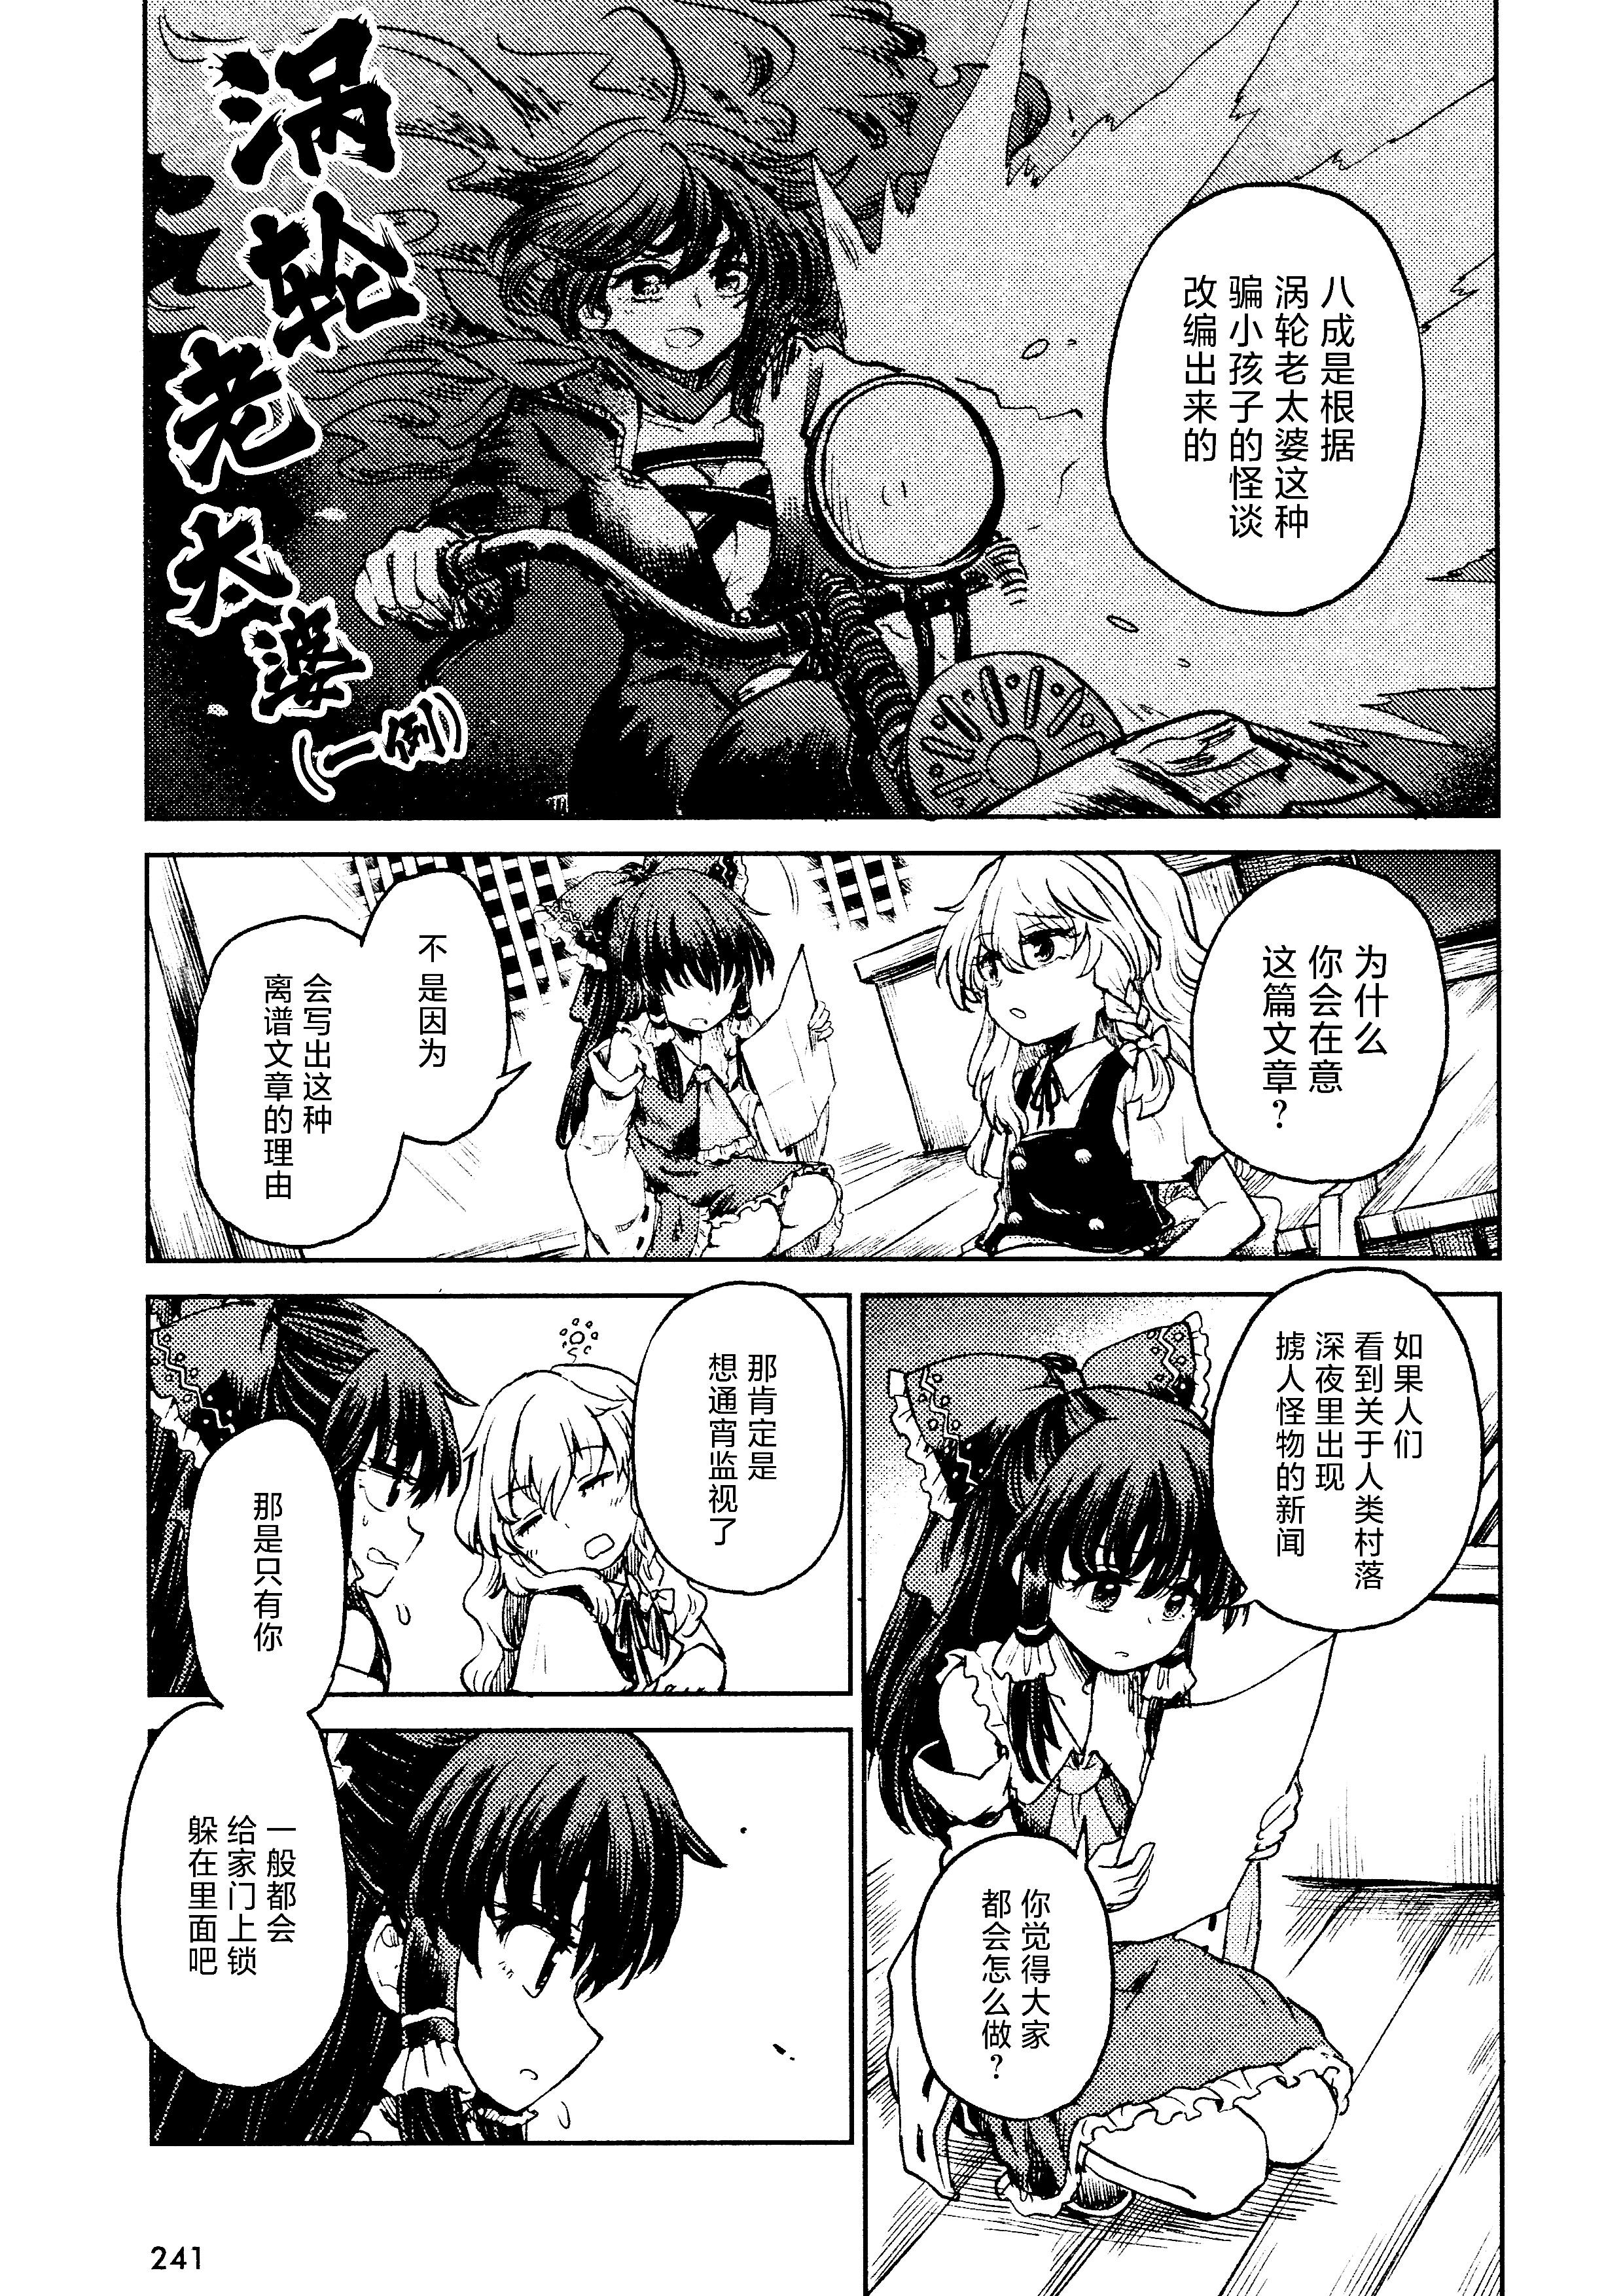 八成是根据
涡轮老太婆这种
骗小孩子的怪谈
改编出来的
涡轮老太婆
(一例)
为什么
你会在意
这篇文章?
不是因为
会写出这种
离谱文章的理由
如果人们
看到关于人类村落
深夜里出现
掳人怪物的新闻
你觉得大家
都会怎么做?
那肯定是
想通宵监视了
那是只有你
一般都会
给家门上锁
躲在里面吧
241